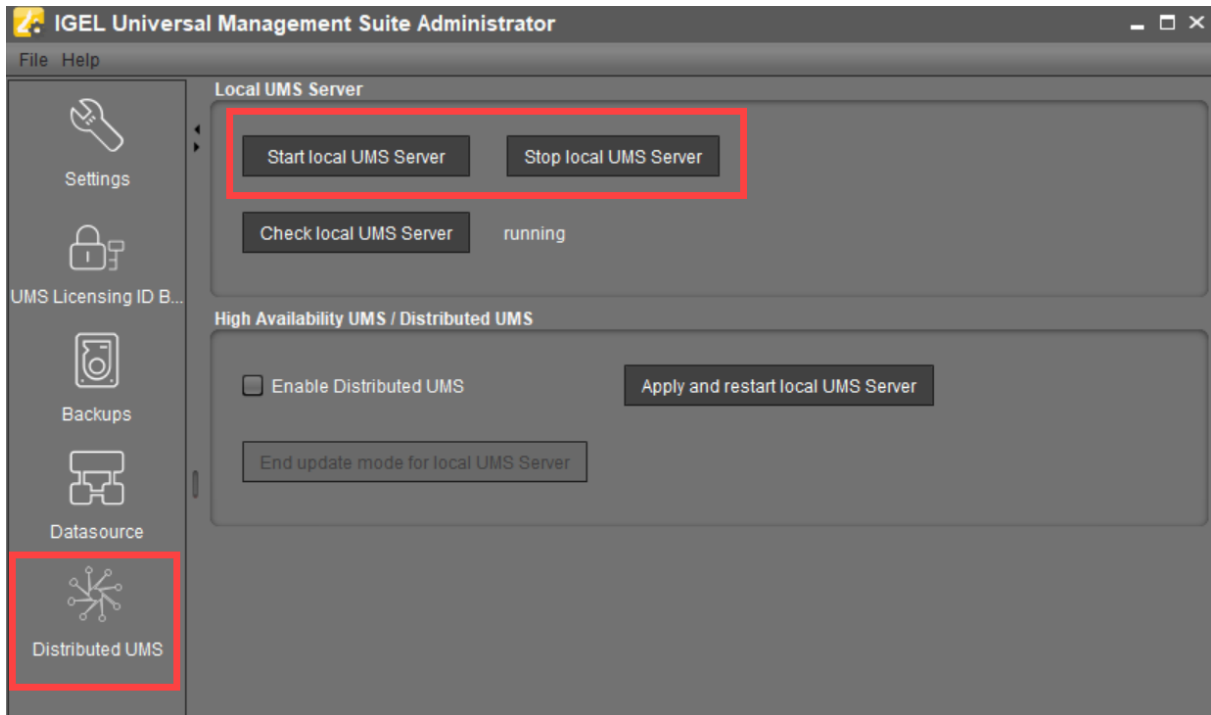 IGEL Universal Management Suite Administrator
File Help
Settings
UMS Licensing ID B...
Backups
Datasource
Distributed UMS
Local UMS Server
Start local UMS Server
Stop local UMS Server
Check local UMS Server
running
High Availability UMS / Distributed UMS
Enable Distributed UMS
Apply and restart local UMS Server
End update mode for local UMS Server